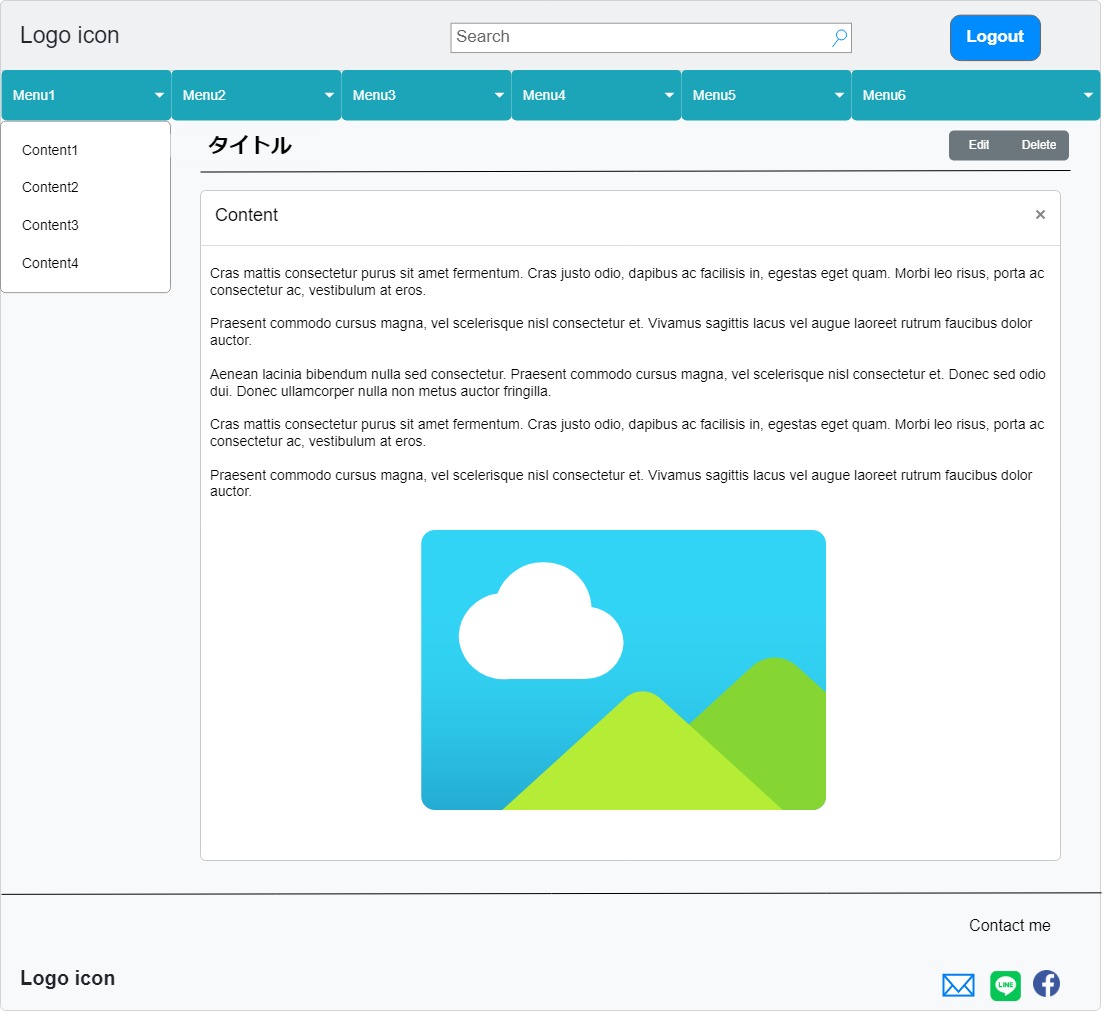 Logo icon
Search
Logout
Menu1
Menu2
Menu3
Menu4
Menu5
Menu6
Content1
Content2
Content3
Content4
タイトル
Edit
Delete
Content
×
Cras mattis consectetur purus sit amet fermentum. Cras justo odio, dapibus ac facilisis in, egestas eget quam. Morbi leo risus, porta ac
consectetur ac, vestibulum at eros.
Praesent commodo cursus magna, vel scelerisque nisl consectetur et. Vivamus sagittis lacus vel augue laoreet rutrum faucibus dolor
auctor.
Aenean lacinia bibendum nulla sed consectetur. Praesent commodo cursus magna, vel scelerisque nisl consectetur et. Donec sed odio
dui. Donec ullamcorper nulla non metus auctor fringilla.
Cras mattis consectetur purus sit amet fermentum. Cras justo odio, dapibus ac facilisis in, egestas eget quam. Morbi leo risus, porta ac
consectetur ac, vestibulum at eros.
Praesent commodo cursus magna, vel scelerisque nisl consectetur et. Vivamus sagittis lacus vel augue laoreet rutrum faucibus dolor
auctor.
Contact me
Logo icon
LINE